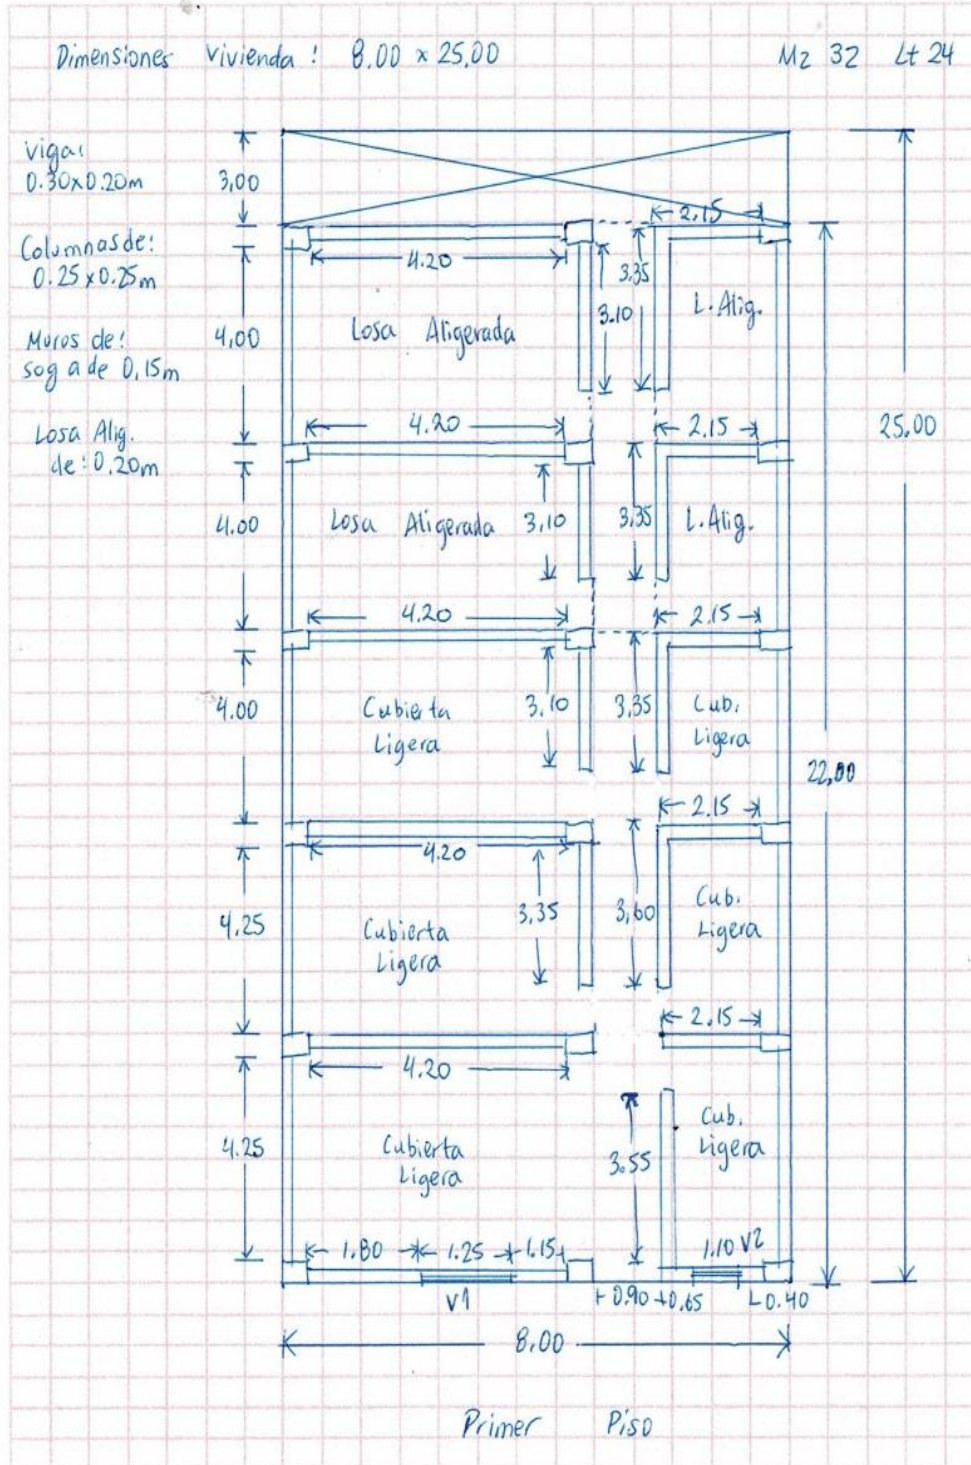 Dimensiones Vivienda: 8.00 x 25.00 Mz 32 Lt 24
Viga:
0.30x0.20m
3,00
2.15
Columnas de:
0.25x0.25m
4.20
3.35
3.10
L. Alig.
Muros de:
soga de 0,15m
4,00
Losa Aligerada
Losa Alig.
de: 0.20m
4.20
2.15
25,00
4.00
Losa Aligerada
3,10
3,35
L. Alig.
4.20
2.15
4.00
Cubierta
Ligera
3,10
3,35
Cub.
Ligera
22,00
2.15
4.20
4,25
Cubierta
Ligera
3,35
3,60
Cub.
Ligera
2.15
4.20
4.25
Cubierta
Ligera
3.55
Cub.
Ligera
1.80 1.25 1.15 1.10 V2
V1 0.90 0.65 0.40
8,00
Primer Piso